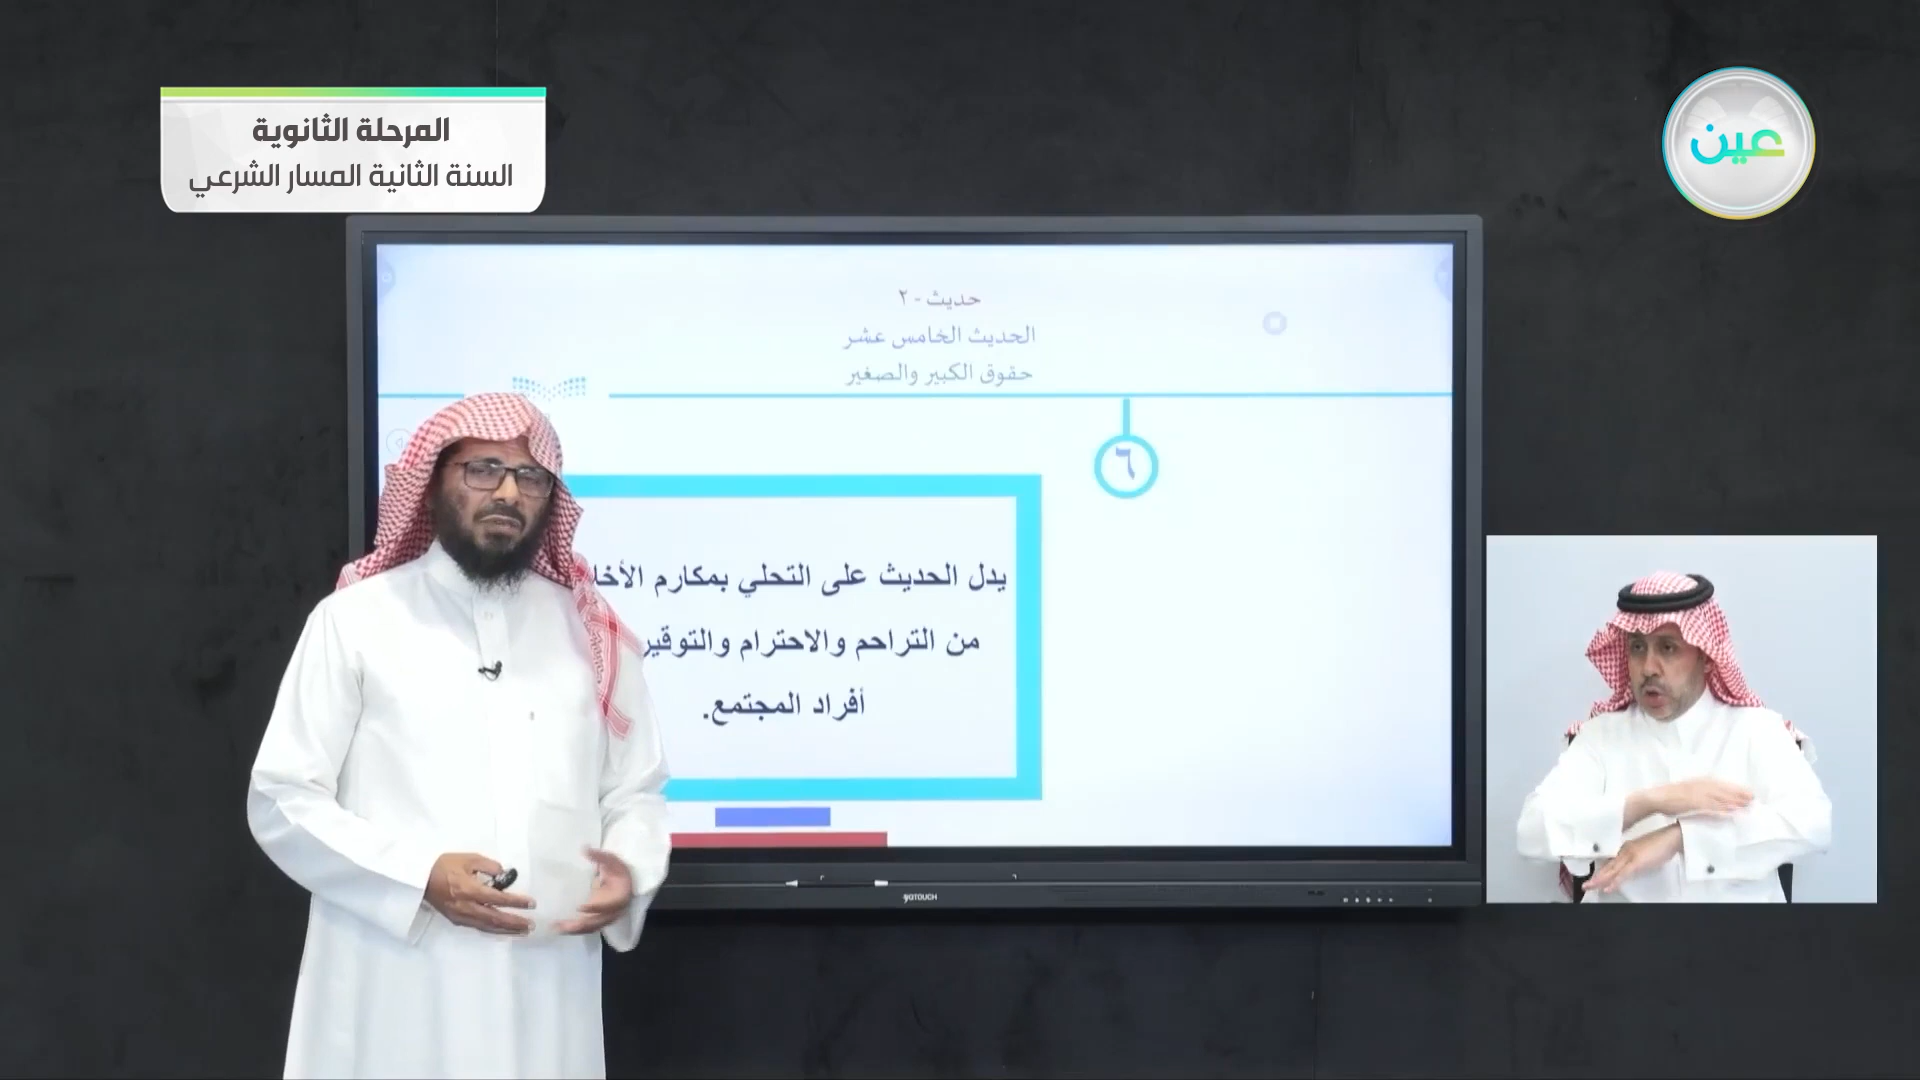 المرحلة الثانوية
السنة الثانية المسار الشرعي
عين
حديث - ٢
الحديث الخامس عشر
حقوق الكبير والصغير
٦
يدل الحديث على التحلي بمكارم
من التراحم والاحترام والتوقير
أفراد المجتمع.
QTOUCH